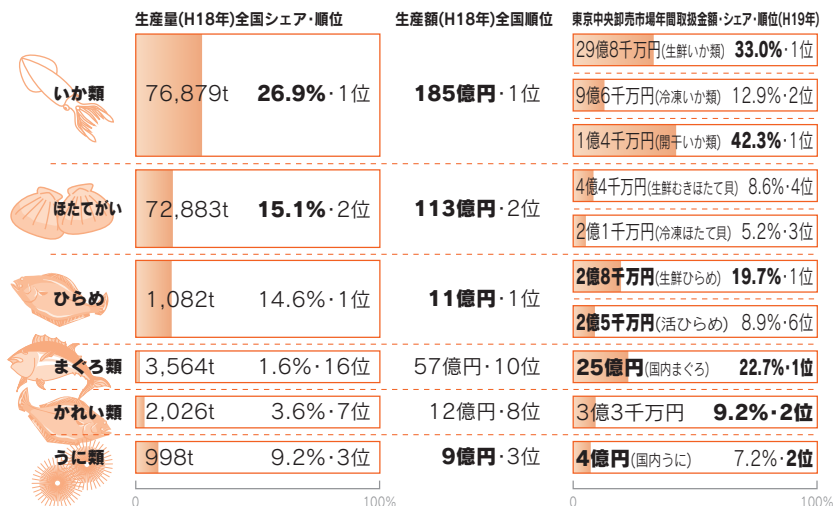 生産量(H18年)全国シェア・順位 生産額(H18年)全国順位 東京中央卸売市場年間取扱金額・シェア・順位(H19年)
いか類 76,879t 26.9%・1位 185億円・1位
29億8千万円(生鮮いか類) 33.0%・1位
9億6千万円(冷凍いか類) 12.9%・2位
1億4千万円(開干いか類) 42.3%・1位
ほたてがい 72,883t 15.1%・2位 113億円・2位
4億4千万円(生鮮むきほたて貝) 8.6%・4位
2億1千万円(冷凍ほたて貝) 5.2%・3位
ひらめ 1,082t 14.6%・1位 11億円・1位
2億8千万円(生鮮ひらめ) 19.7%・1位
2億5千万円(活ひらめ) 8.9%・6位
まぐろ類 3,564t 1.6%・16位 57億円・10位 25億円(国内まぐろ) 22.7%・1位
かれい類 2,026t 3.6%・7位 12億円・8位 3億3千万円 9.2%・2位
うに類 998t 9.2%・3位 9億円・3位 4億円(国内うに) 7.2%・2位
0 100% 0 100%